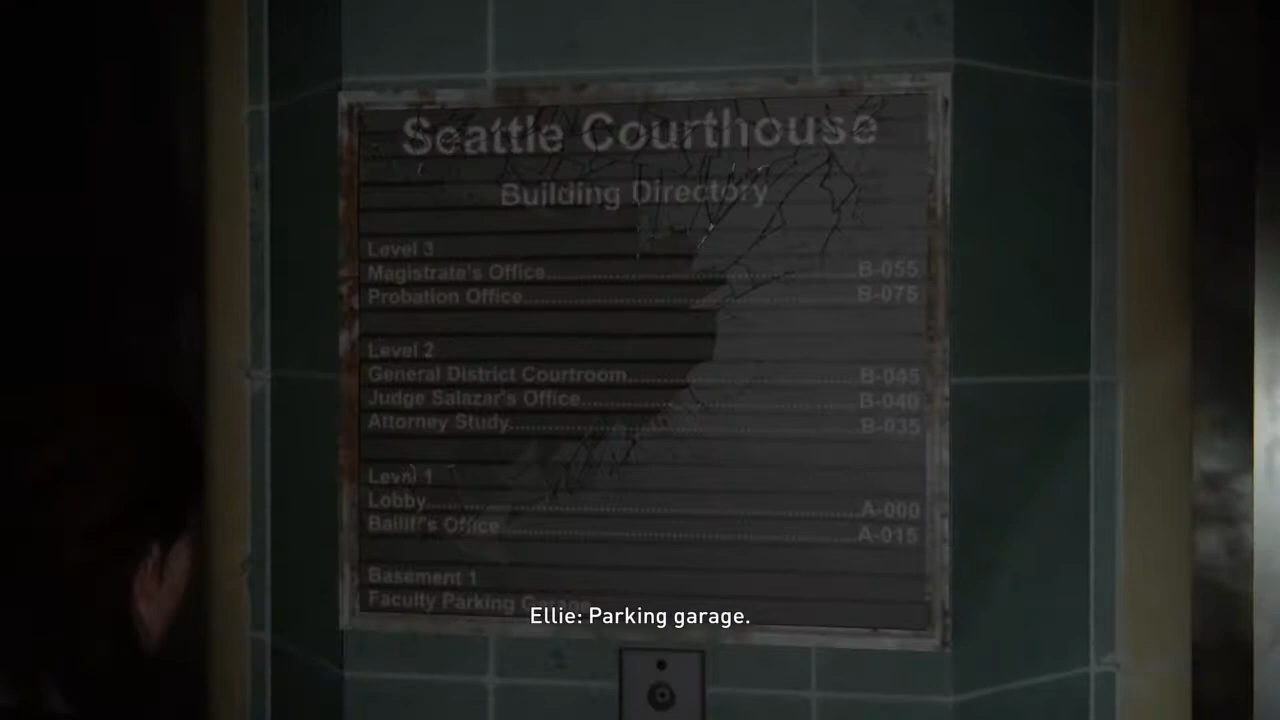 Seattle Courthouse
Building Directory
Level 3
Magistrate's Office........................................B-055
Probation Office............................................B-075
Level 2
General District Courtroom..............................B-045
Judge Salazar's Office....................................B-040
Attorney Study..............................................B-035
Level 1
Lobby..........................................................A-000
Bailiff's Office................................................A-015
Basement 1
Faculty Parking Garage
Ellie: Parking garage.